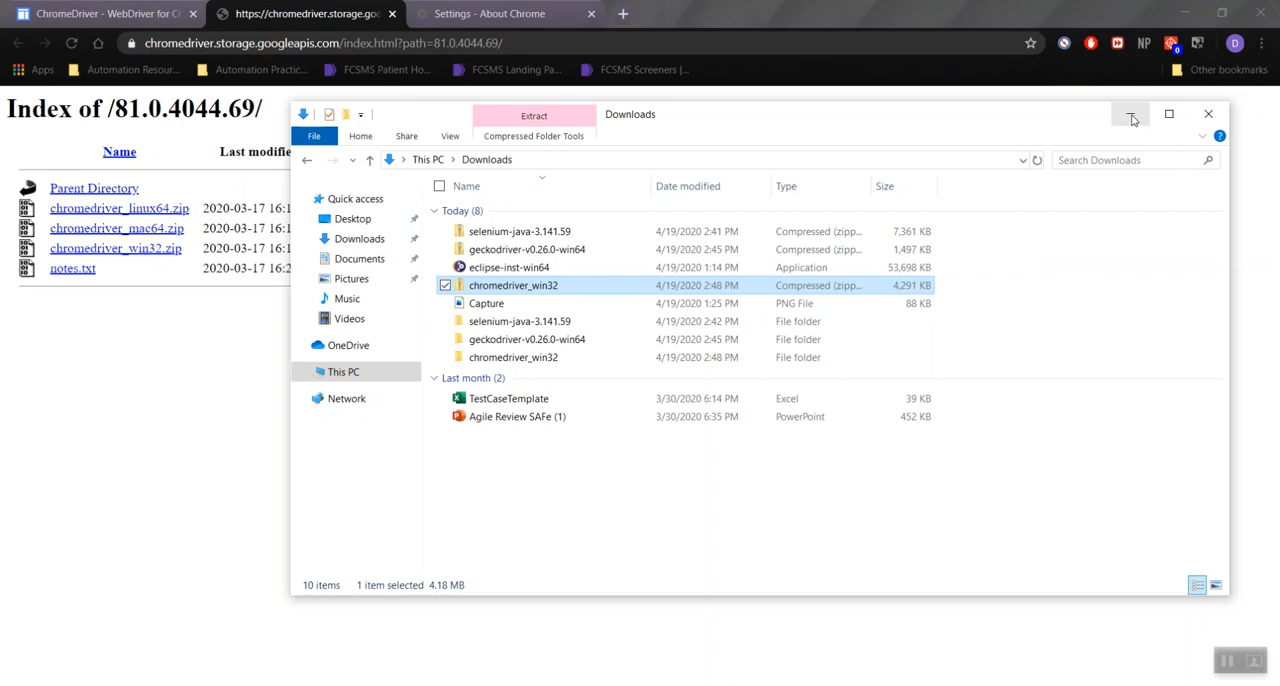 ChromeDriver - WebDriver for C
https://chromedriver.storage.goo
Settings - About Chrome
chromedriver.storage.googleapis.com/index.html?path=81.0.4044.69/
NP
0
D
Apps
Automation Resour...
Automation Practic...
FCSMS Patient Ho...
FCSMS Landing Pa...
FCSMS Screeners |...
Other bookmarks
Index of /81.0.4044.69/
Name
Last modifie
Parent Directory
chromedriver_linux64.zip 2020-03-17 16:1
chromedriver_mac64.zip 2020-03-17 16:1
chromedriver_win32.zip 2020-03-17 16:1
notes.txt 2020-03-17 16:2
Extract
Downloads
File
Home
Share
View
Compressed Folder Tools
This PC
Downloads
Search Downloads
Quick access
Desktop
Downloads
Documents
Pictures
Music
Videos
OneDrive
This PC
Network
Name Date modified Type Size
Today (8)
selenium-java-3.141.59 4/19/2020 2:41 PM Compressed (zipp... 7,361 KB
geckodriver-v0.26.0-win64 4/19/2020 2:45 PM Compressed (zipp... 1,497 KB
eclipse-inst-win64 4/19/2020 1:14 PM Application 53,698 KB
chromedriver_win32 4/19/2020 2:48 PM Compressed (zipp... 4,291 KB
Capture 4/19/2020 1:25 PM PNG File 88 KB
selenium-java-3.141.59 4/19/2020 2:42 PM File folder
geckodriver-v0.26.0-win64 4/19/2020 2:45 PM File folder
chromedriver_win32 4/19/2020 2:48 PM File folder
Last month (2)
TestCaseTemplate 3/30/2020 6:14 PM Excel 39 KB
Agile Review SAFe (1) 3/30/2020 6:35 PM PowerPoint 452 KB
10 items 1 item selected 4.18 MB